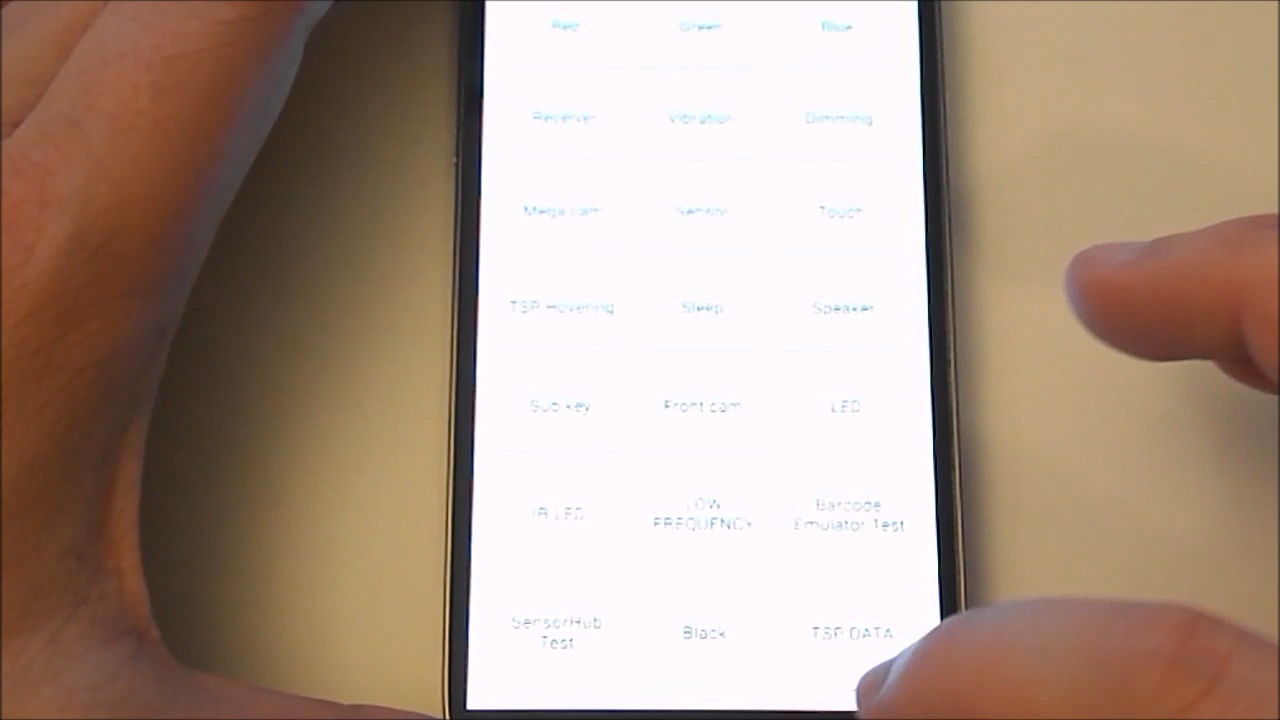 Red Green Blue
Receiver Vibration Dimming
Mega cam Sensor Touch
TSP Hovering Sleep Speaker
Sub key Front cam LED
IR LED LOW FREQUENCY Barcode Emulator Test
SensorHub Test Black TSP DATA